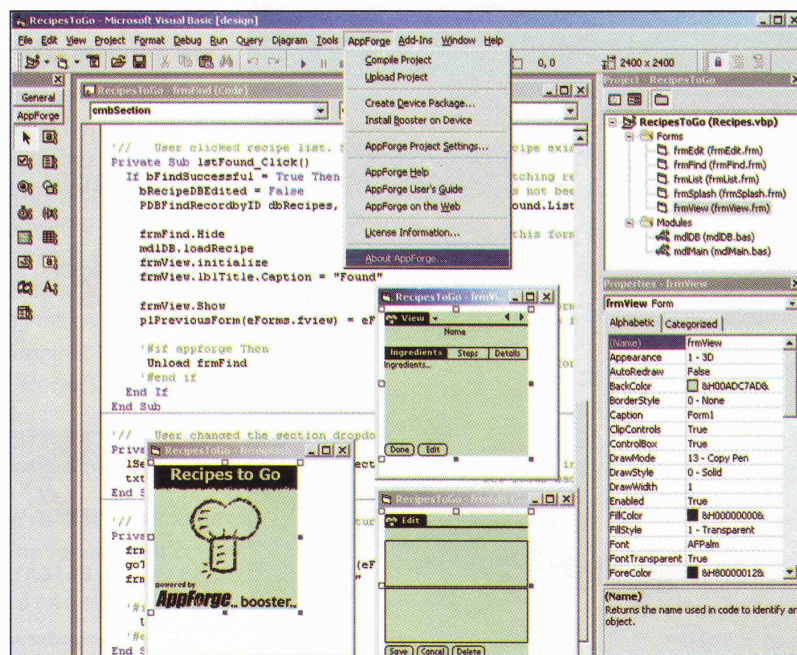 RecipesToGo - Microsoft Visual Basic [design]
File Edit View Project Format Debug Run Query Diagram Tools AppForge Add-Ins Window Help
0, 0 2400 x 2400
General
AppForge
RecipesToGo - frmFind (Code)
cmbSection
'// User clicked recipe list.
Private Sub lstFound_Click()
If bFindSuccessful = True Then
bRecipeDBEdited = False
PDBFindRecordbyID dbRecipes,
frmFind.Hide
mdlDB.loadRecipe
frmView.initialize
frmView.lblTitle.Caption = "Found"
frmView.Show
plPreviousForm(eForms.fview) = eF
'#if appforge Then
Unload frmFind
'#end if
End If
End Sub
'// User changed the section dropdo
End S
Compile Project
Upload Project
Create Device Package...
Install Booster on Device
AppForge Project Settings...
AppForge Help
AppForge User's Guide
AppForge on the Web
License Information...
About AppForge...
RecipesToGo - frmVi
View
Name
Ingredients Steps Details
Ingredients...
Done Edit
Recipes to Go
powered by
AppForge booster
RecipesToGo - frmEdit
Edit
Save Cancel Delete
Project - RecipesToGo
RecipesToGo (Recipes.vbp)
Forms
frmEdit (frmEdit.frm)
frmFind (frmFind.frm)
frmList (frmList.frm)
frmSplash (frmSplash.frm)
frmView (frmView.frm)
Modules
mdlDB (mdlDB.bas)
mdlMain (mdlMain.bas)
Properties - frmView
frmView Form
Alphabetic Categorized
(Name) frmView
Appearance 1 - 3D
AutoRedraw False
BackColor &H00ADC7AD&
BorderStyle 0 - None
Caption Form1
ClipControls True
ControlBox True
DrawMode 13 - Copy Pen
DrawStyle 0 - Solid
DrawWidth 1
Enabled True
FillColor &H00000000&
FillStyle 1 - Transparent
Font AFPalm
FontTransparent True
ForeColor &H80000012&
(Name)
Returns the name used in code to identify an
object.